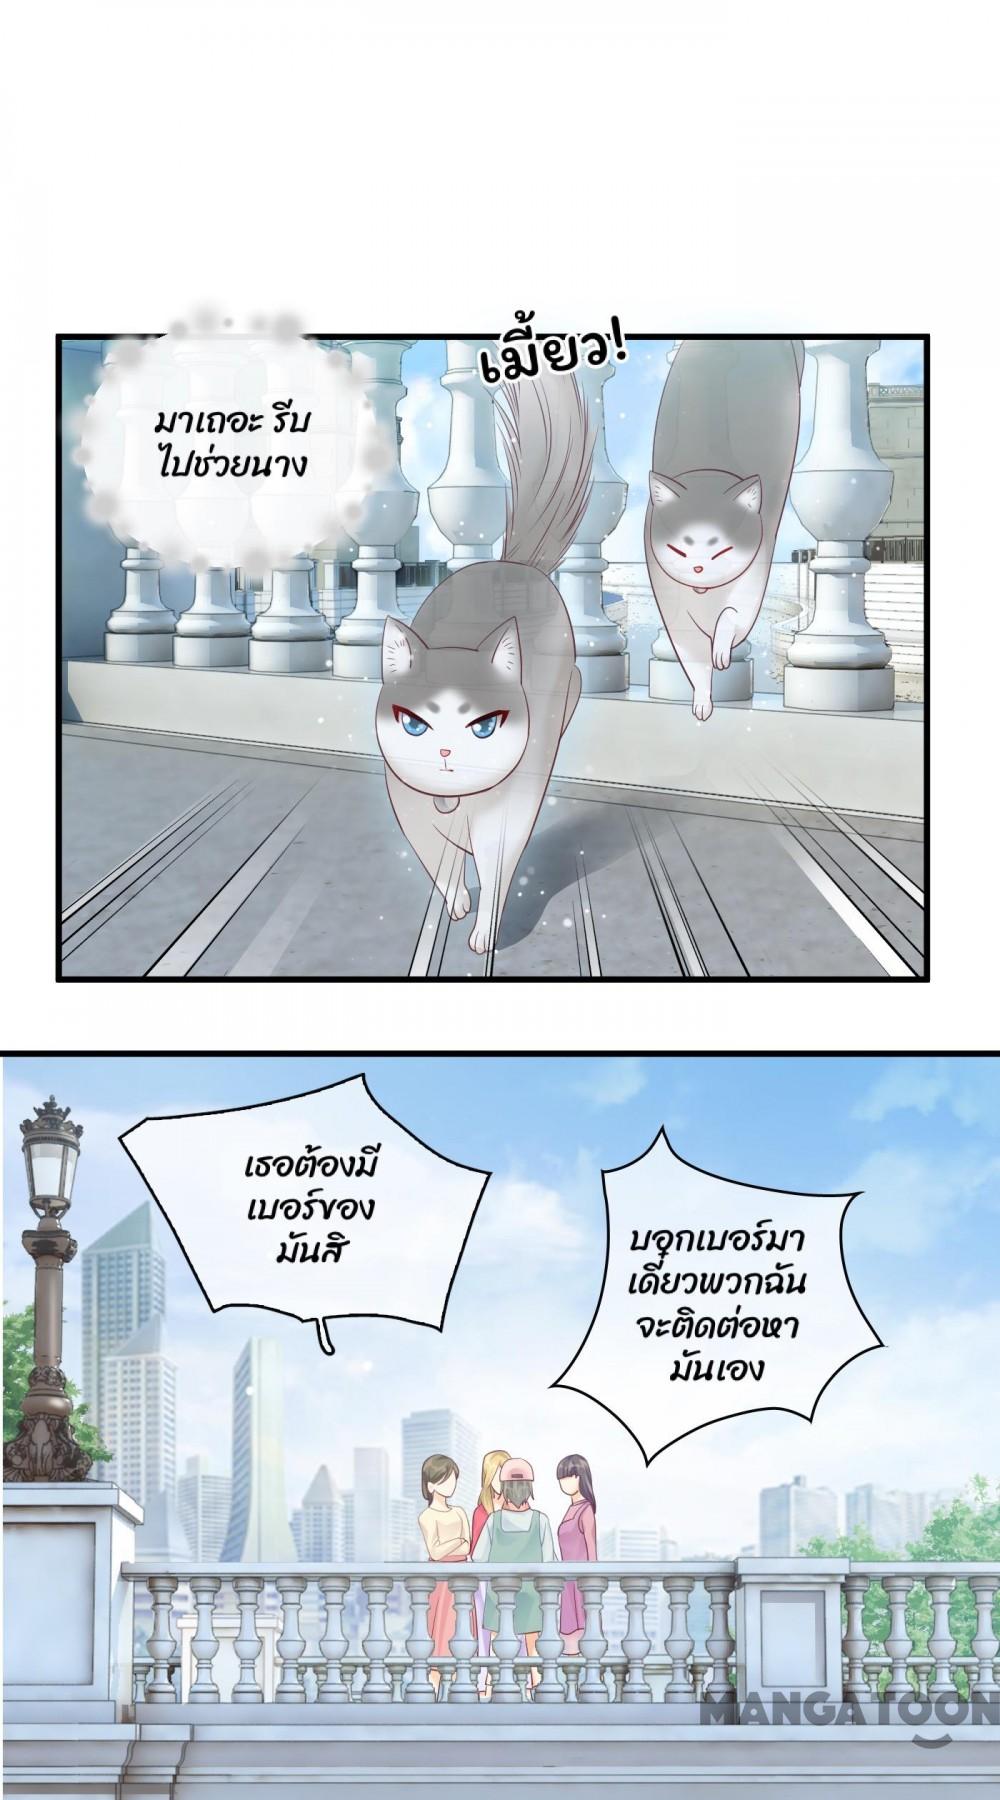 เมี้ยว!
มาเถอะ รีบ
ไปช่วยนาง
เธอต้องมี
เบอร์ของ
มันสิ
บอกเบอร์มา
เดี๋ยวพวกฉัน
จะติดต่อหา
มันเอง
MANGATOON